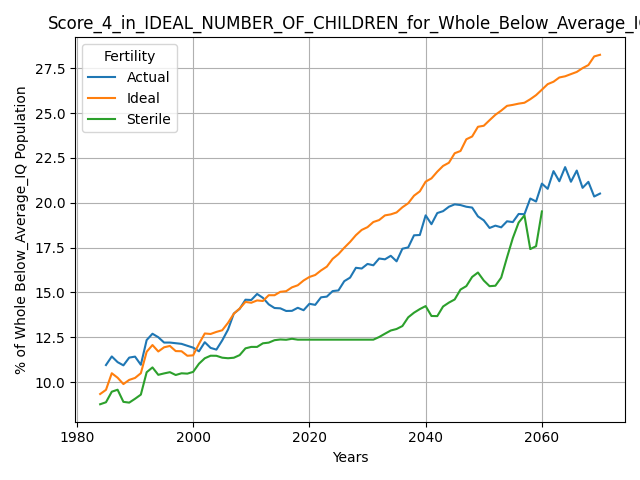 Score_4_in_IDEAL_NUMBER_OF_CHILDREN_for_Whole_Below_Average_IQ
Fertility
Actual
Ideal
Sterile
27.5
25.0
22.5
20.0
17.5
15.0
12.5
10.0
% of Whole Below_Average_IQ Population
1980
2000
2020
2040
2060
Years